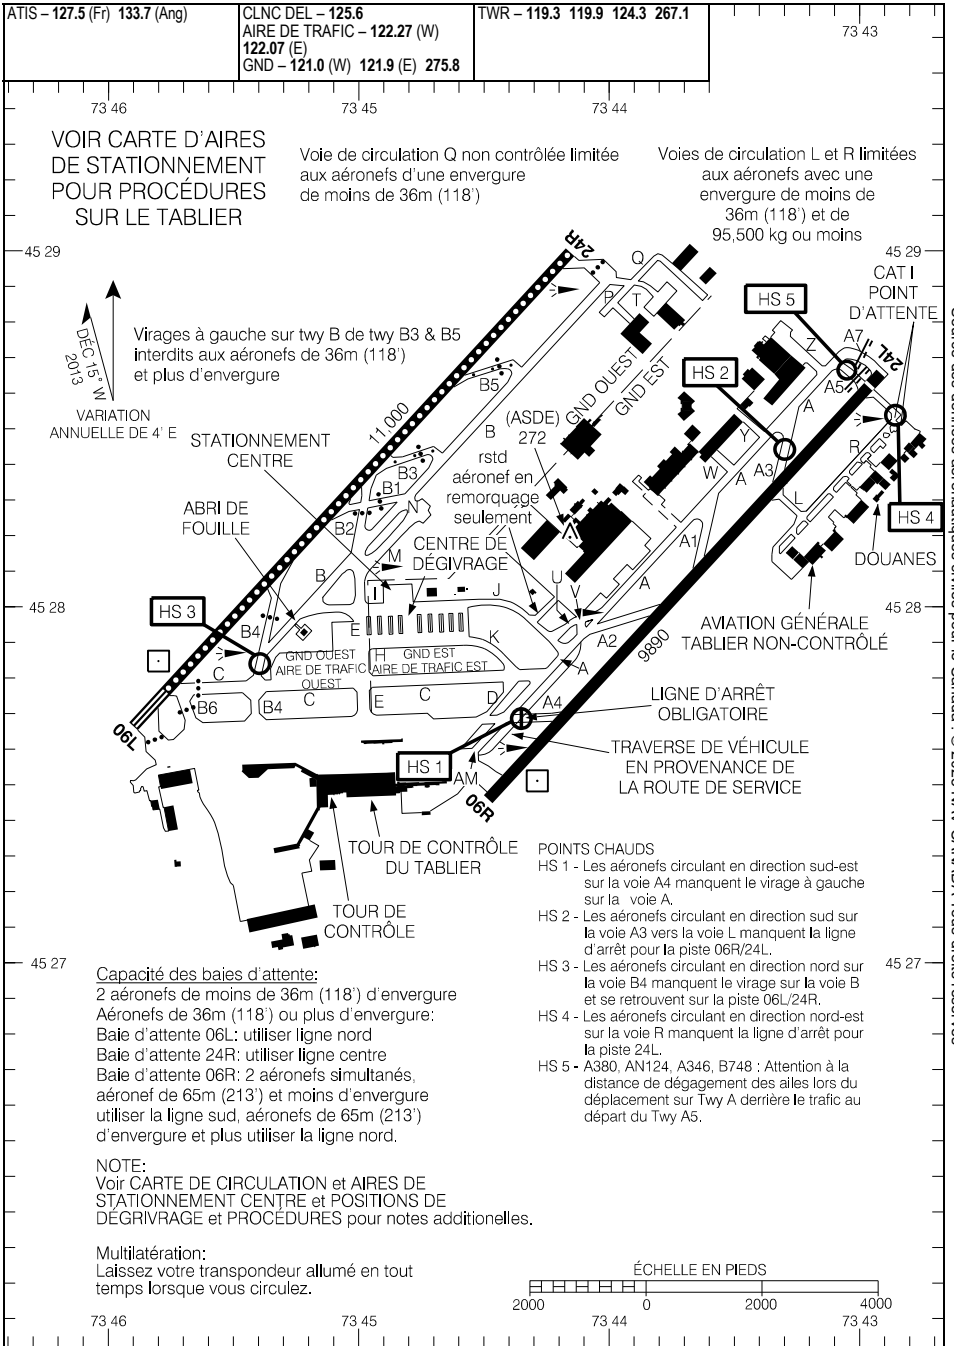 ATIS – 127.5 (Fr) 133.7 (Ang)
CLNC DEL – 125.6
AIRE DE TRAFIC – 122.27 (W)
122.07 (E)
GND – 121.0 (W) 121.9 (E) 275.8
TWR – 119.3 119.9 124.3 267.1
73 43
73 46
73 45
73 44
VOIR CARTE D'AIRES
DE STATIONNEMENT
POUR PROCÉDURES
SUR LE TABLIER
Voie de circulation Q non contrôlée limitée
aux aéronefs d'une envergure
de moins de 36m (118')
Voies de circulation L et R limitées
aux aéronefs avec une
envergure de moins de
36m (118') et de
95,500 kg ou moins
45 29
45 29
24R
Q
P
T
CAT I
POINT
D'ATTENTE
HS 5
DÉC 15° W
2013
VARIATION
ANNUELLE DE 4' E
Virages à gauche sur twy B de twy B3 & B5
interdits aux aéronefs de 36m (118')
et plus d'envergure
GND OUEST
GND EST
Z
A7
24L
A5
HS 2
A
B5
11,000
B
(ASDE)
272
rstd
aéronef en
remorquage
seulement
STATIONNEMENT
CENTRE
Y
R
W
A3
A
B3
B1
N
B2
L
HS 4
ABRI DE
FOUILLE
CENTRE DE
DÉGIVRAGE
A1
DOUANES
M
B
I
J
U
V
A
45 28
45 28
HS 3
B4
E
K
A2
9890
AVIATION GÉNÉRALE
TABLIER NON-CONTRÔLÉ
GND OUEST
AIRE DE TRAFIC
OUEST
H
GND EST
AIRE DE TRAFIC EST
C
A
B6
B4
C
E
C
D
A4
LIGNE D'ARRÊT
OBLIGATOIRE
06L
HS 1
AM
06R
TRAVERSE DE VÉHICULE
EN PROVENANCE DE
LA ROUTE DE SERVICE
TOUR DE CONTRÔLE
DU TABLIER
TOUR DE
CONTRÔLE
POINTS CHAUDS
HS 1 - Les aéronefs circulant en direction sud-est
sur la voie A4 manquent le virage à gauche
sur la voie A.
HS 2 - Les aéronefs circulant en direction sud sur
la voie A3 vers la voie L manquent la ligne
d'arrêt pour la piste 06R/24L.
HS 3 - Les aéronefs circulant en direction nord sur
la voie B4 manquent le virage sur la voie B
et se retrouvent sur la piste 06L/24R.
HS 4 - Les aéronefs circulant en direction nord-est
sur la voie R manquent la ligne d'arrêt pour
la piste 24L.
HS 5 - A380, AN124, A346, B748 : Attention à la
distance de dégagement des ailes lors du
déplacement sur Twy A derrière le trafic au
départ du Twy A5.
45 27
45 27
Capacité des baies d'attente:
2 aéronefs de moins de 36m (118') d'envergure
Aéronefs de 36m (118') ou plus d'envergure:
Baie d'attente 06L: utiliser ligne nord
Baie d'attente 24R: utiliser ligne centre
Baie d'attente 06R: 2 aéronefs simultanés,
aéronef de 65m (213') et moins d'envergure
utiliser la ligne sud, aéronefs de 65m (213')
d'envergure et plus utiliser la ligne nord.
NOTE:
Voir CARTE DE CIRCULATION et AIRES DE
STATIONNEMENT CENTRE et POSITIONS DE
DÉGRIVRAGE et PROCÉDURES pour notes additionelles.
Multilatération:
Laissez votre transpondeur allumé en tout
temps lorsque vous circulez.
ÉCHELLE EN PIEDS
2000
0
2000
4000
73 46
73 45
73 44
73 43